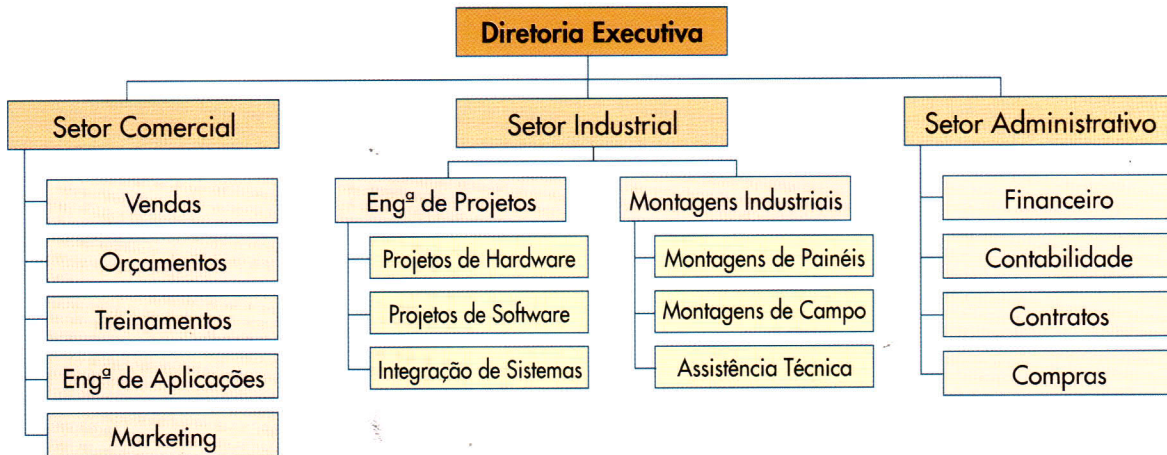 Diretoria Executiva
Setor Comercial
Vendas
Orçamentos
Treinamentos
Engª de Aplicações
Marketing
Setor Industrial
Engª de Projetos
Projetos de Hardware
Projetos de Software
Integração de Sistemas
Montagens Industriais
Montagens de Painéis
Montagens de Campo
Assistência Técnica
Setor Administrativo
Financeiro
Contabilidade
Contratos
Compras